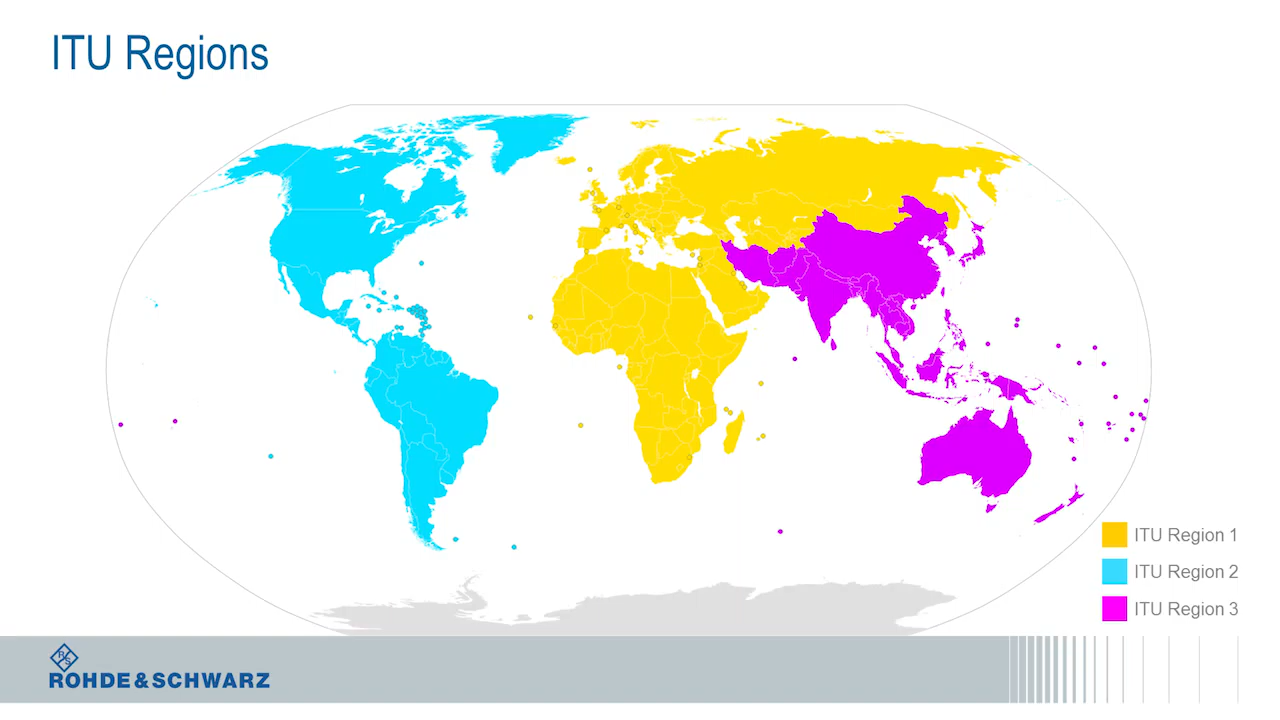 ITU Regions
ITU Region 1
ITU Region 2
ITU Region 3
R
S
ROHDE & SCHWARZ